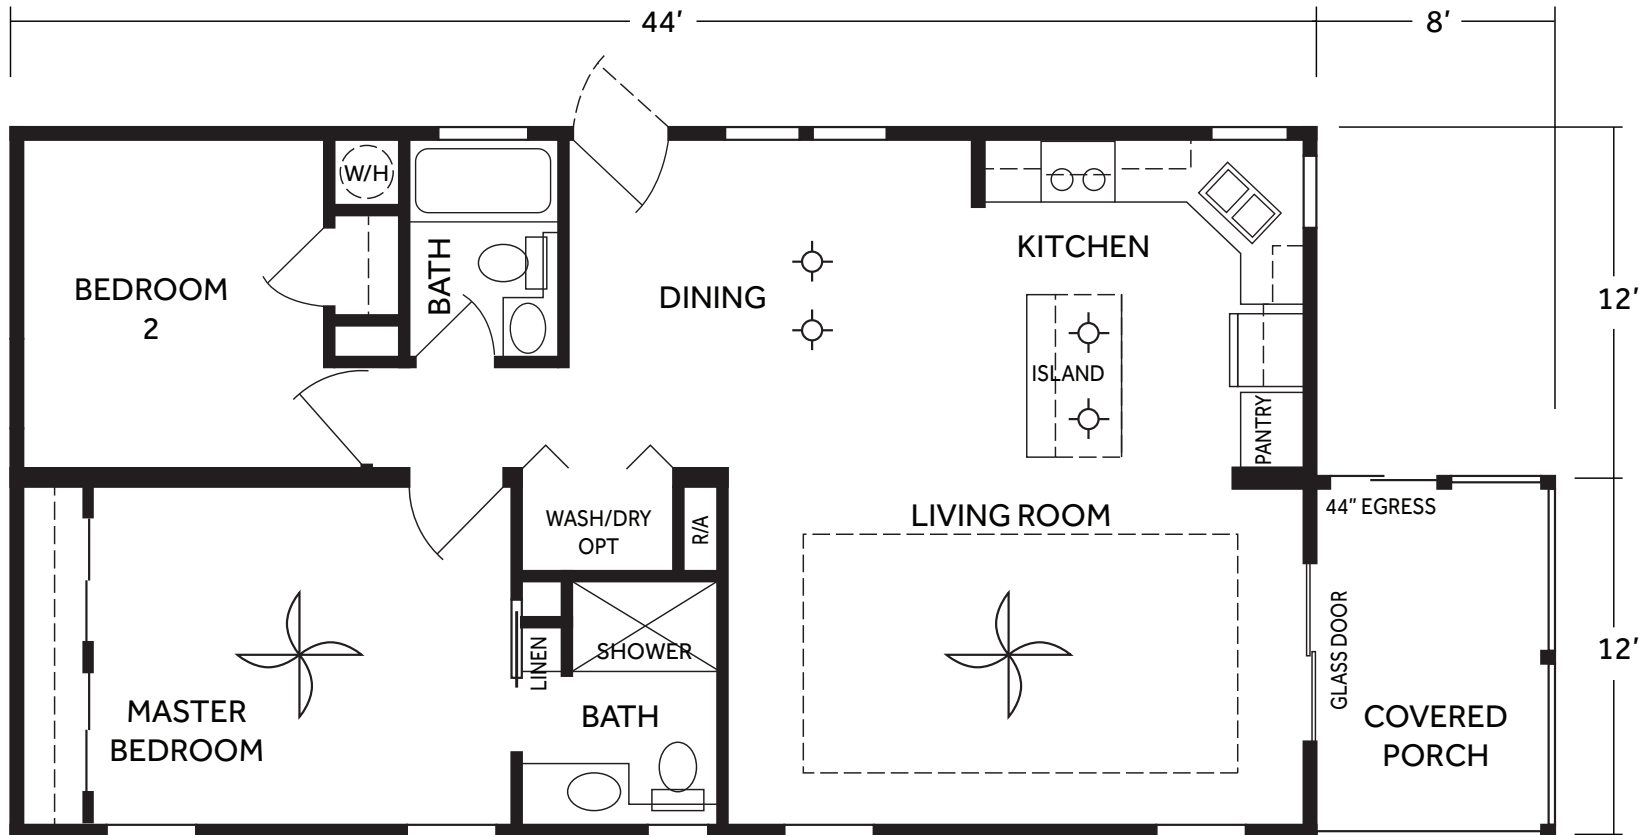 44′
8′
W/H
BATH
KITCHEN
BEDROOM
2
DINING
12′
ISLAND
PANTRY
44″ EGRESS
LIVING ROOM
WASH/DRY
OPT
R/A
GLASS DOOR
12′
LINEN
SHOWER
MASTER
BEDROOM
BATH
COVERED
PORCH